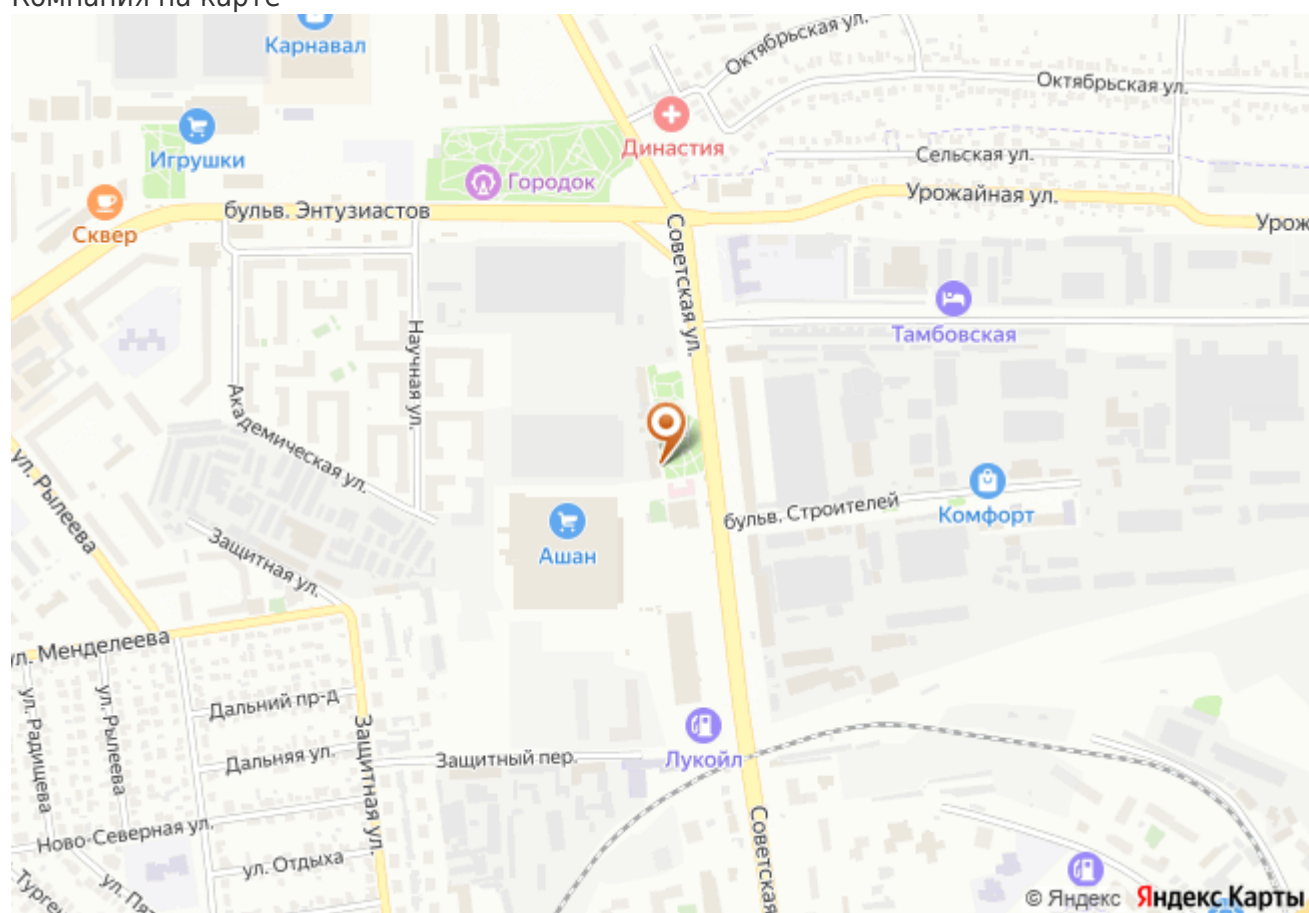 Компания на карте
Карнавал
Октябрьская ул.
Октябрьская ул.
Династия
Игрушки
Сельская ул.
Городок
Урожайная ул.
бульв. Энтузиастов
Сквер
Урож
Советская ул.
Тамбовская
Научная ул.
Академическая ул.
ул. Рылеева
бульв. Строителей
Комфорт
Ашан
Защитная ул.
ул. Менделеева
Дальний пр-д
ул. Радищева
ул. Рылеева
Защитная ул.
Дальняя ул.
Защитный пер.
Лукойл
Ново-Северная ул.
Советская
ул. Отдыха
Турген
ул. Пят
© Яндекс Яндекс Карты